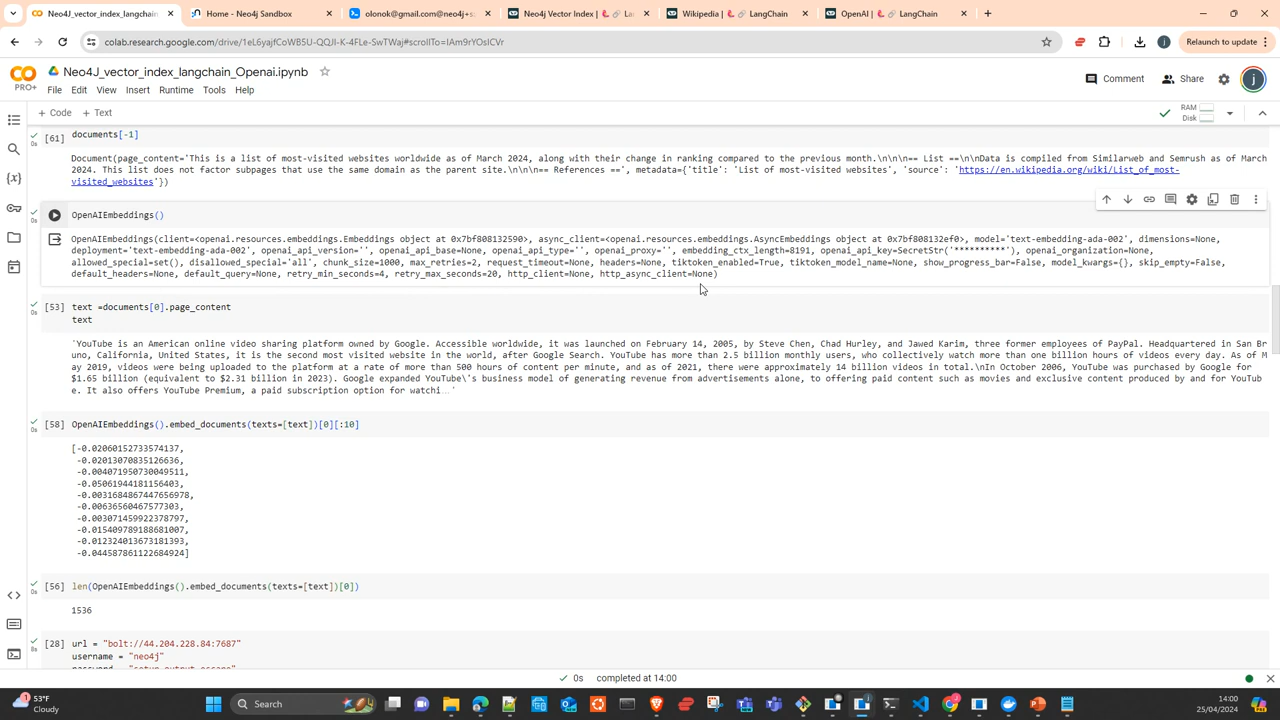 Neo4J_vector_index_langchain_
Home - Neo4j Sandbox
olonok@gmail.com@neo4j+s:
Neo4j Vector Index | La
Wikipedia | LangChain
OpenAI | LangChain
colab.research.google.com/drive/1eL6yajfCoWB5U-QQJI-K-4FLe-SwTWaj#scrollTo=IAm9rYOsICVr
Relaunch to update
PRO+
Neo4J_vector_index_langchain_Openai.ipynb
File Edit View Insert Runtime Tools Help
Comment
Share
+ Code + Text
RAM
Disk
[61] documents[-1]
0s
Document(page_content='This is a list of most-visited websites worldwide as of March 2024, along with their change in ranking compared to the previous month.\n\n\n== List ==\n\nData is compiled from Similarweb and Semrush as of March
2024. This list does not factor subpages that use the same domain as the parent site.\n\n\n== References ==', metadata={'title': 'List of most-visited websites', 'source': 'https://en.wikipedia.org/wiki/List_of_most-
visited_websites'})
OpenAIEmbeddings()
0s
OpenAIEmbeddings(client=<openai.resources.embeddings.Embeddings object at 0x7bf808132590>, async_client=<openai.resources.embeddings.AsyncEmbeddings object at 0x7bf808132ef0>, model='text-embedding-ada-002', dimensions=None,
deployment='text-embedding-ada-002', openai_api_version='', openai_api_base=None, openai_api_type='', openai_proxy='', embedding_ctx_length=8191, openai_api_key=SecretStr('**********'), openai_organization=None,
allowed_special=set(), disallowed_special='all', chunk_size=1000, max_retries=2, request_timeout=None, headers=None, tiktoken_enabled=True, tiktoken_model_name=None, show_progress_bar=False, model_kwargs={}, skip_empty=False,
default_headers=None, default_query=None, retry_min_seconds=4, retry_max_seconds=20, http_client=None, http_async_client=None)
[53] text =documents[0].page_content
0s
text
'YouTube is an American online video sharing platform owned by Google. Accessible worldwide, it was launched on February 14, 2005, by Steve Chen, Chad Hurley, and Jawed Karim, three former employees of PayPal. Headquartered in San Br
uno, California, United States, it is the second most visited website in the world, after Google Search. YouTube has more than 2.5 billion monthly users, who collectively watch more than one billion hours of videos every day. As of M
ay 2019, videos were being uploaded to the platform at a rate of more than 500 hours of content per minute, and as of 2021, there were approximately 14 billion videos in total.\nIn October 2006, YouTube was purchased by Google for
$1.65 billion (equivalent to $2.31 billion in 2023). Google expanded YouTube\'s business model of generating revenue from advertisements alone, to offering paid content such as movies and exclusive content produced by and for YouTub
e. It also offers YouTube Premium, a paid subscription option for watchi…'
[58] OpenAIEmbeddings().embed_documents(texts=[text])[0][:10]
0s
[-0.02060152733574137,
-0.02013070835126636,
-0.004071950730049511,
-0.05061944181156403,
-0.0031684867447656978,
-0.00636560467577303,
-0.003071459922378797,
-0.015409789188681007,
-0.012324013673181393,
-0.044587861122684924]
[56] len(OpenAIEmbeddings().embed_documents(texts=[text])[0])
0s
1536
[28] url = "bolt://44.204.228.84:7687"
0s
username = "neo4j"
0s completed at 14:00
53°F
Cloudy
Search
14:00
25/04/2024